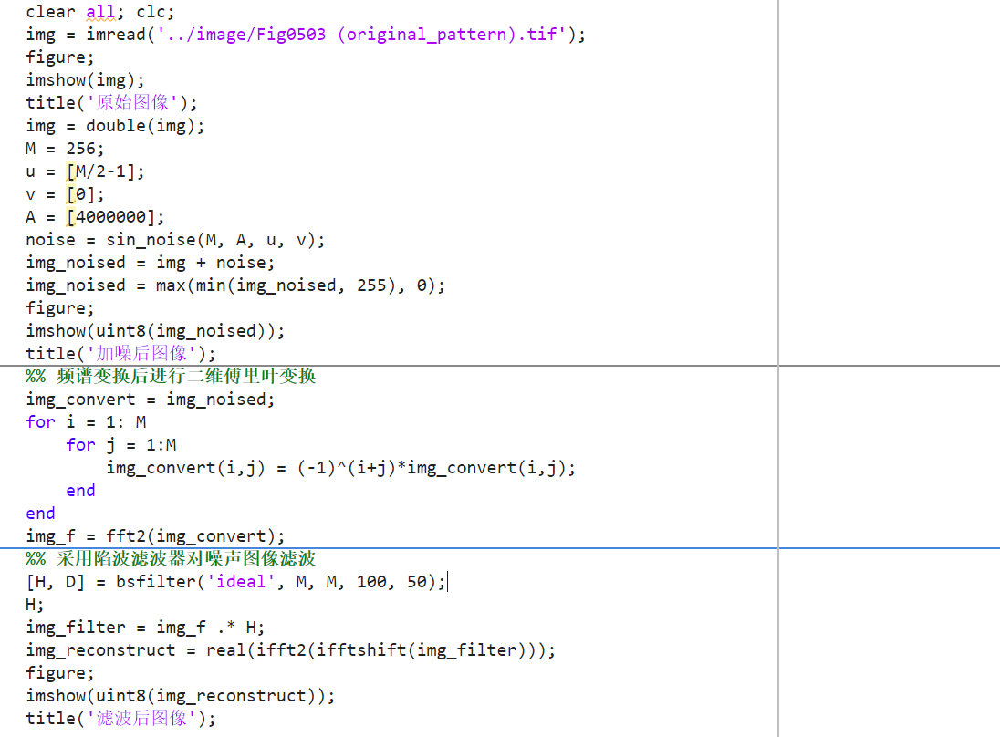 clear all; clc;
img = imread('../image/Fig0503 (original_pattern).tif');
figure;
imshow(img);
title('原始图像');
img = double(img);
M = 256;
u = [M/2-1];
v = [0];
A = [4000000];
noise = sin_noise(M, A, u, v);
img_noised = img + noise;
img_noised = max(min(img_noised, 255), 0);
figure;
imshow(uint8(img_noised));
title('加噪后图像');
%% 频谱变换后进行二维傅里叶变换
img_convert = img_noised;
for i = 1: M
    for j = 1:M
        img_convert(i,j) = (-1)^(i+j)*img_convert(i,j);
    end
end
img_f = fft2(img_convert);
%% 采用陷波滤波器对噪声图像滤波
[H, D] = bsfilter('ideal', M, M, 100, 50);
H;
img_filter = img_f .* H;
img_reconstruct = real(ifft2(ifftshift(img_filter)));
figure;
imshow(uint8(img_reconstruct));
title('滤波后图像');